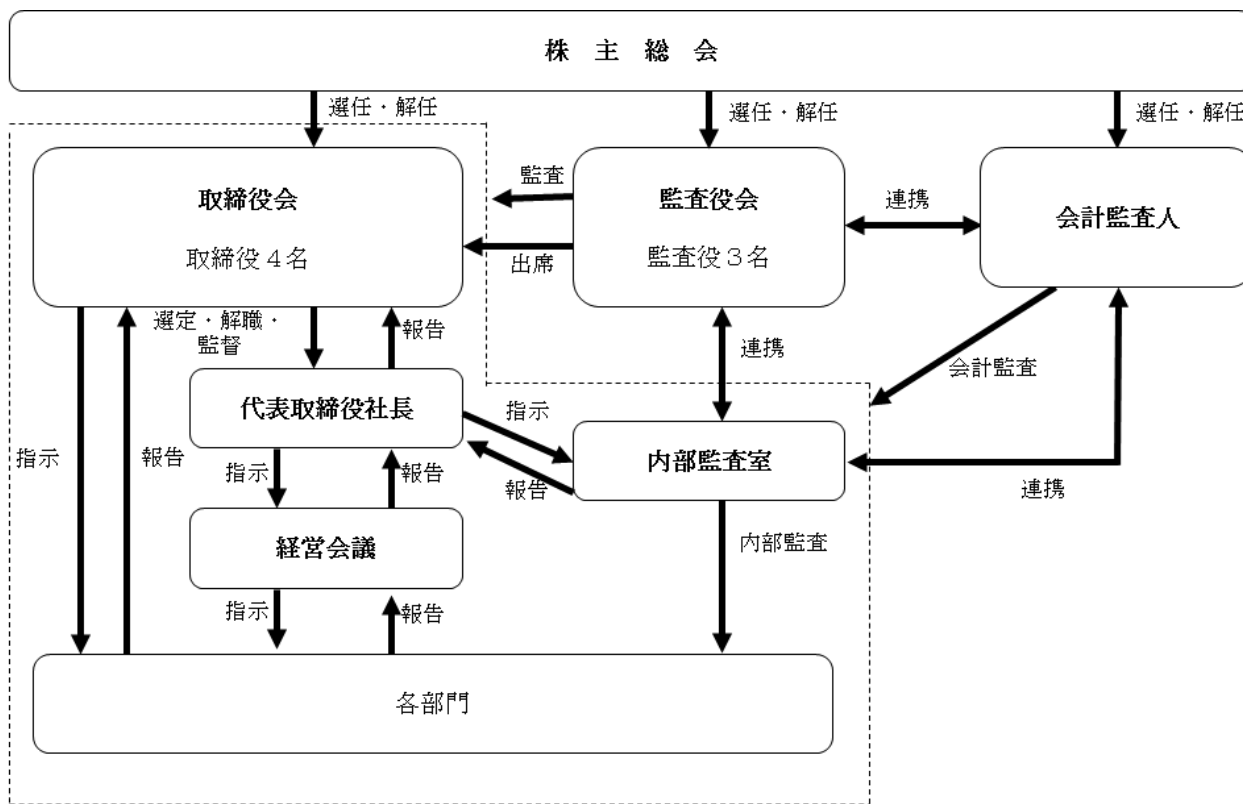 株　主　総　会
選任・解任
選任・解任
選任・解任
取締役会
取締役４名
監査
出席
監査役会
監査役３名
連携
会計監査人
選定・解職・
監督
報告
連携
会計監査
代表取締役社長
指示
報告
内部監査室
連携
指示
報告
指示
報告
経営会議
内部監査
指示
報告
各部門